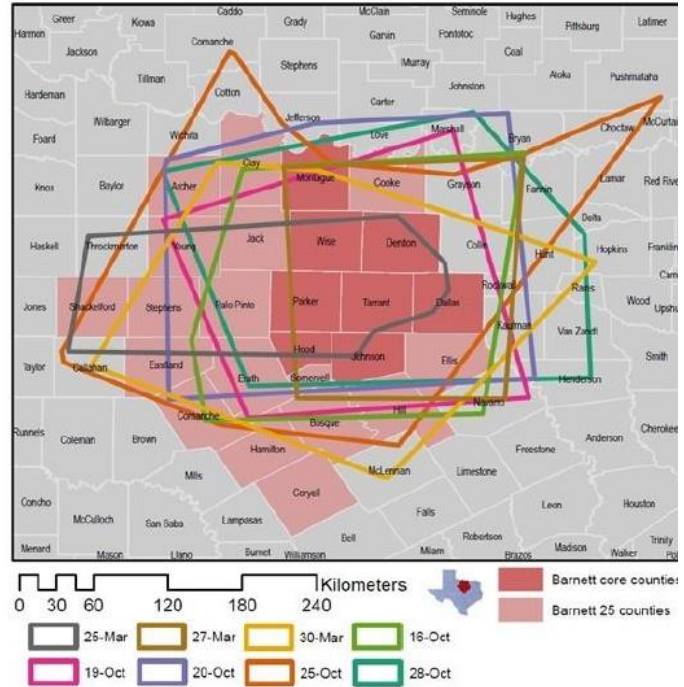 Greer Kiowa Caddo Grady McClain Seminole Hughes Pittsburg Latimer
Harmon Jackson Comanche Stephens Garvin Pontotoc Coal
Murray
Tillman Cotton Johnston Atoka Pushmataha
Hardeman Jefferson Carter
Wilbarger Wichita Love Marshall Bryan Choctaw McCurtain
Foard
Clay
Knox Baylor Archer Montague Cooke Grayson Fannin Lamar Red River
Delta
Haskell Throckmorton Young Jack Wise Denton Collin Hunt Hopkins Franklin
Rockwall Rains
Jones Shackelford Stephens Palo Pinto Parker Tarrant Dallas Wood Upshu
Kaufman Van Zandt
Taylor Callahan Eastland Erath Hood Johnson Ellis Smith
Somervell Henderson
Comanche Bosque Hill Navarro
Runnels Coleman Brown Hamilton Freestone Anderson Cherokee
Mills McLennan Limestone
Concho Coryell Falls Leon Houston
McCulloch San Saba Lampasas Bell Robertson Trinity
Menard Mason Llano Burnet Williamson Milam Brazos Madison Walker Pol
Kilometers
0 30 60 120 180 240
Barnett core counties
Barnett 25 counties
25-Mar 27-Mar 30-Mar 16-Oct
19-Oct 20-Oct 25-Oct 28-Oct